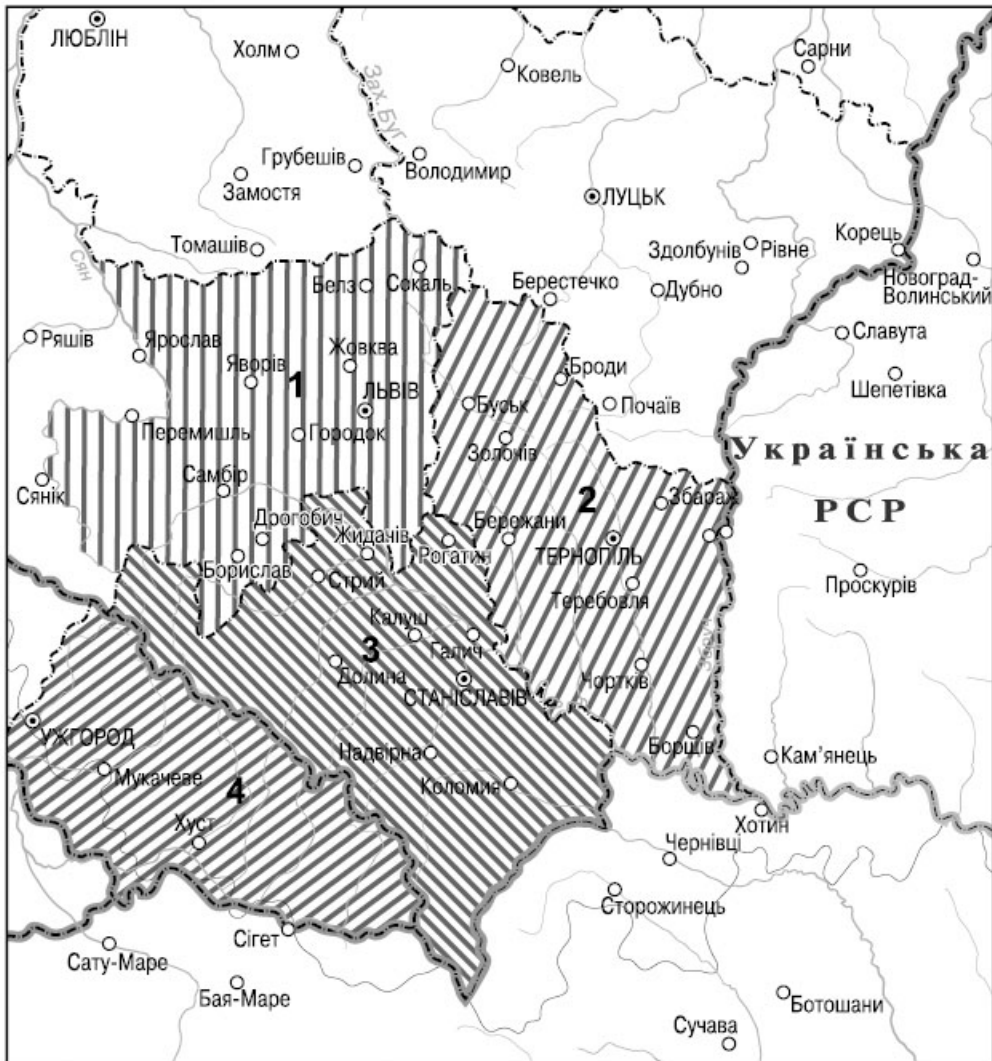 ЛЮБЛІН
Холм
Ковель
Сарни
Зах. Буг
Грубешів
Володимир
Замостя
ЛУЦЬК
Томашів
Сян
Здолбунів
Рівне
Корець
Белз
Сокаль
Берестечко
Дубно
Новоград-
Волинський
Ряшів
Ярослав
Жовква
Славута
Яворів
1
ЛЬВІВ
Броди
Шепетівка
Буськ
Почаїв
Перемишль
Городок
Золочів
Українська
РСР
Сянік
Самбір
2
Збараж
Дрогобич
Жидачів
Рогатин
Бережани
ТЕРНОПІЛЬ
Борислав
Стрий
Теребовля
Проскурів
Калуш
3
Галич
Збруч
Долина
СТАНІСЛАВІВ
Чортків
УЖГОРОД
Надвірна
Борщів
Мукачеве
4
Коломия
Кам’янець
Хуст
Хотин
Чернівці
Сторожинець
Сігет
Сату-Маре
Бая-Маре
Ботошани
Сучава